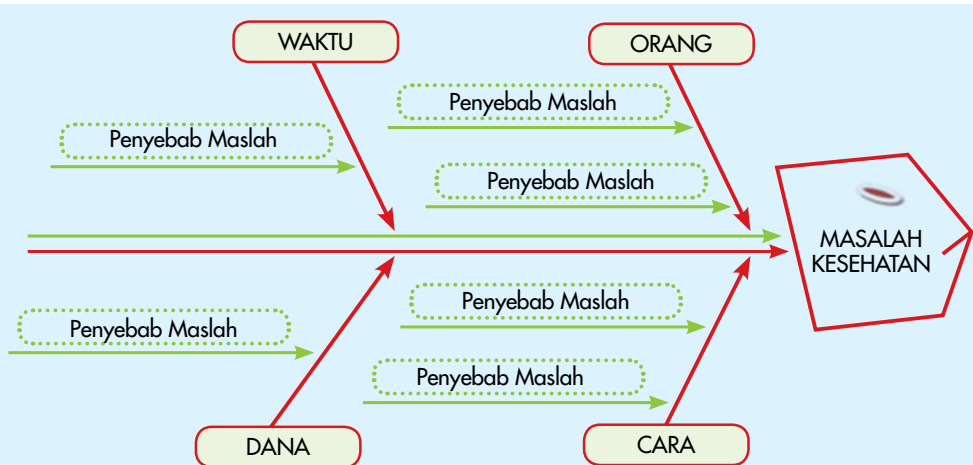 WAKTU
ORANG
Penyebab Maslah
Penyebab Maslah
Penyebab Maslah
MASALAH
KESEHATAN
Penyebab Maslah
Penyebab Maslah
Penyebab Maslah
DANA
CARA